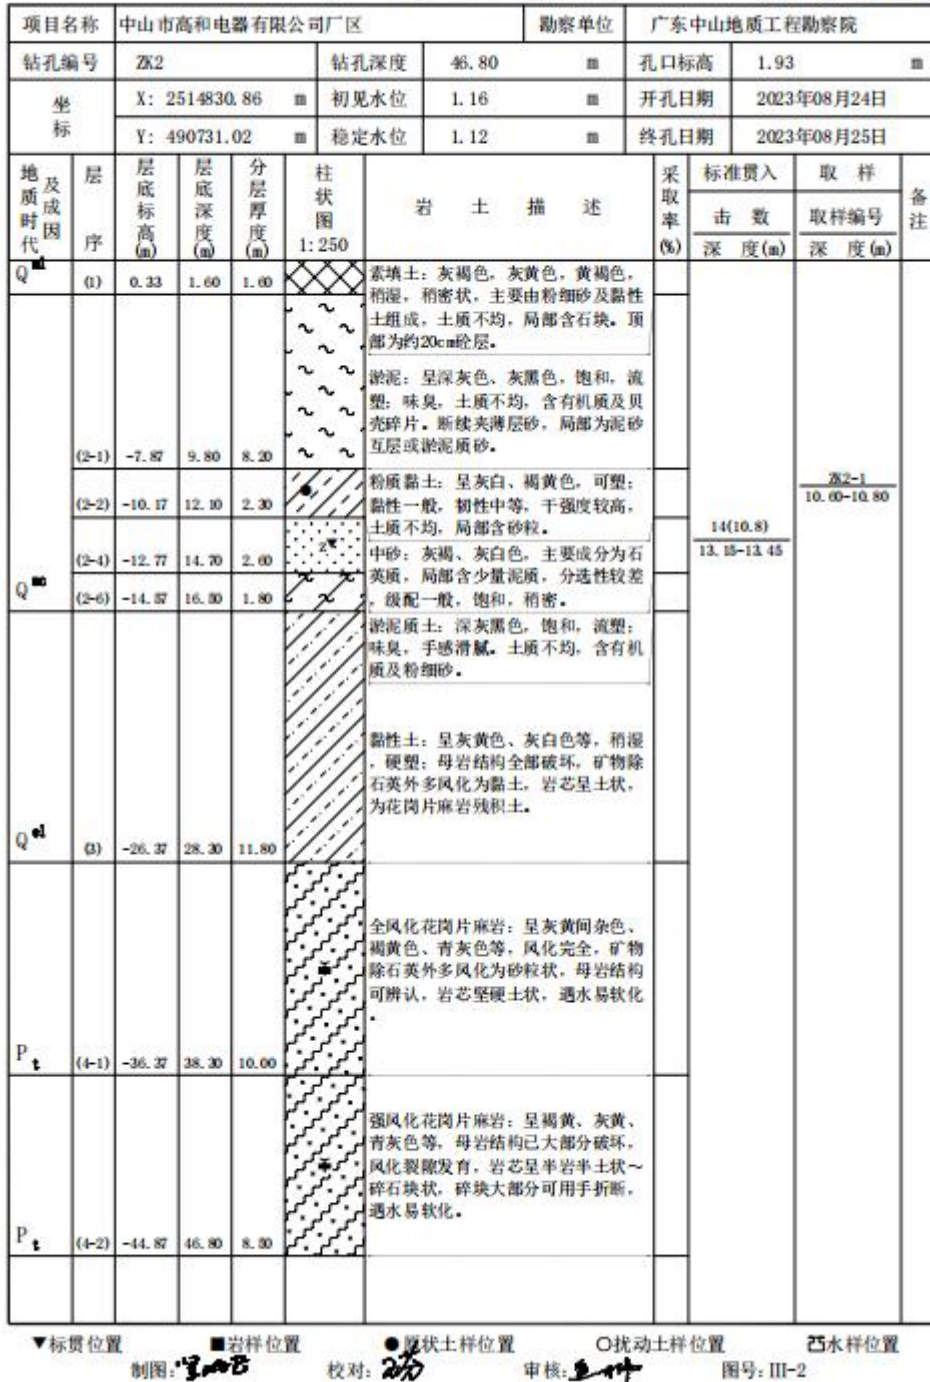 项目名称 中山市高和电器有限公司厂区 勘察单位 广东中山地质工程勘察院
钻孔编号 ZK2 钻孔深度 46.80 m 孔口标高 1.93 m
坐标 X: 2514830.86 m 初见水位 1.16 m 开孔日期 2023年08月24日
Y: 490731.02 m 稳定水位 1.12 m 终孔日期 2023年08月25日
地质时代及成因 层序 层底标高(m) 层底深度(m) 分层厚度(m) 柱状图 1:250 岩 土 描 述 采取率(%) 标准贯入 击 数 深 度(m) 取 样 取样编号 深 度(m) 备注
Q ml (1) 0.33 1.60 1.60
素填土：灰褐色，灰黄色，黄褐色，
稍湿，稍密状，主要由粉细砂及黏性
土组成，土质不均，局部含石块。顶
部为约20cm砼层。
淤泥：呈深灰色、灰黑色，饱和，流
塑；味臭，土质不均，含有机质及贝
壳碎片。断续夹薄层砂，局部为泥砂
互层或淤泥质砂。
(2-1) -7.87 9.80 8.20
粉质黏土：呈灰白、褐黄色，可塑；
黏性一般，韧性中等，干强度较高，
土质不均，局部含砂粒。
(2-2) -10.17 12.10 2.30
ZK2-1
10.60-10.80
14(10.8)
13.15-13.45
中砂：灰褐、灰白色，主要成分为石
英质，局部含少量泥质，分选性较差
，级配一般，饱和，稍密。
(2-4) -12.77 14.70 2.60
Q mc (2-6) -14.57 16.50 1.80
淤泥质土：深灰黑色，饱和，流塑；
味臭，手感滑腻。土质不均，含有机
质及粉细砂。
黏性土：呈灰黄色、灰白色等，稍湿
，硬塑；母岩结构全部破坏，矿物除
石英外多风化为黏土，岩芯呈土状，
为花岗片麻岩残积土。
Q el (3) -26.37 28.30 11.80
全风化花岗片麻岩：呈灰黄间杂色、
褐黄色、青灰色等，风化完全，矿物
除石英外多风化为砂粒状，母岩结构
可辨认，岩芯坚硬土状，遇水易软化
。
Pt (4-1) -36.37 38.30 10.00
强风化花岗片麻岩：呈褐黄、灰黄、
青灰色等，母岩结构已大部分破坏，
风化裂隙发育，岩芯呈半岩半土状～
碎石块状，碎块大部分可用手折断，
遇水易软化。
Pt (4-2) -44.87 46.80 8.50
▼标贯位置 ■岩样位置 ●原状土样位置 ○扰动土样位置 水样位置
制图： 校对： 审核： 图号：III-2